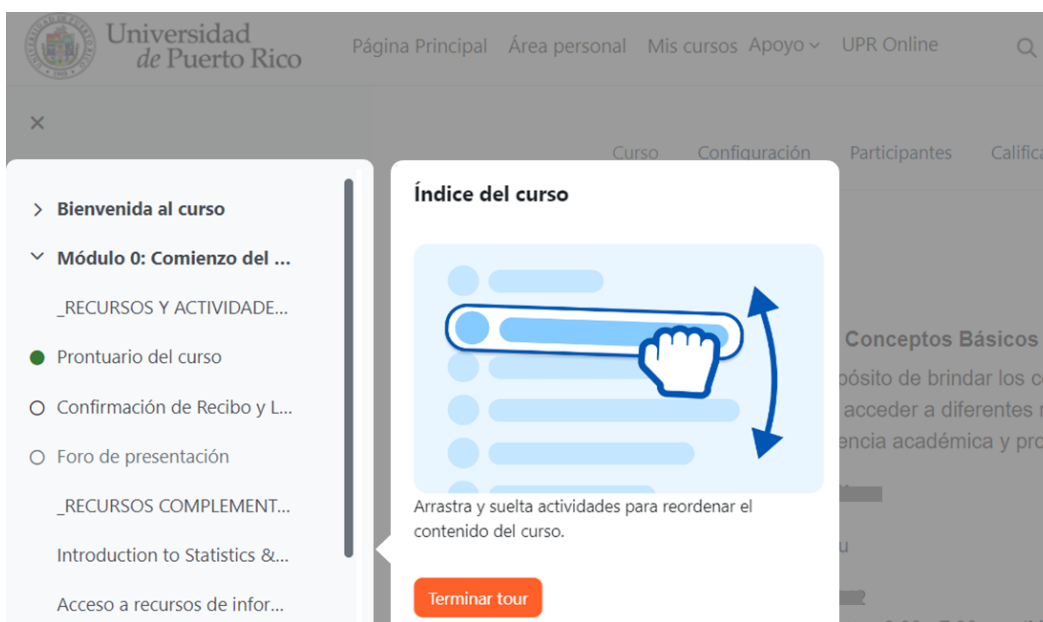 Universidad
de Puerto Rico
Página Principal Área personal Mis cursos Apoyo UPR Online
Curso Configuración Participantes Califica
Bienvenida al curso
Módulo 0: Comienzo del ...
_RECURSOS Y ACTIVIDADE...
Prontuario del curso
Confirmación de Recibo y L...
Foro de presentación
_RECURSOS COMPLEMENT...
Introduction to Statistics &...
Acceso a recursos de infor...
Índice del curso
Arrastra y suelta actividades para reordenar el
contenido del curso.
Terminar tour
Conceptos Básicos
pósito de brindar los c
acceder a diferentes
encia académica y pro
u